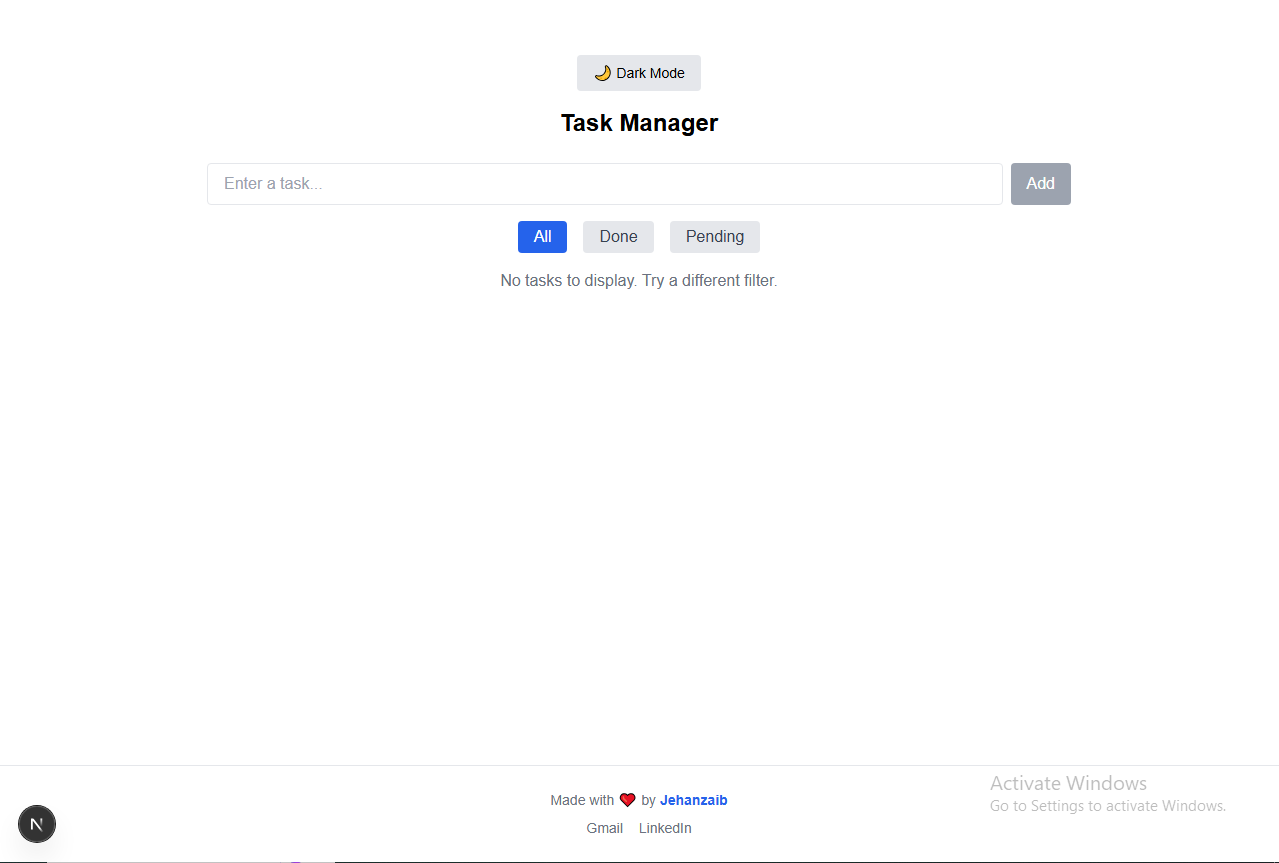 🌙 Dark Mode
Task Manager
Enter a task...
Add
All Done Pending
No tasks to display. Try a different filter.
Made with ❤️ by Jehanzaib
Gmail LinkedIn
Activate Windows
Go to Settings to activate Windows.
N